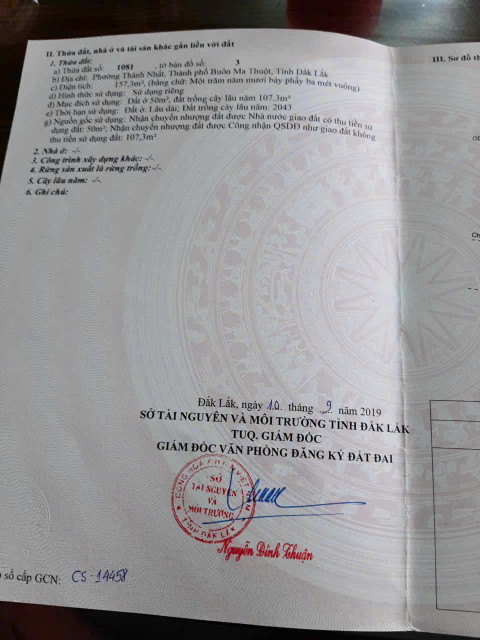 II. Thửa đất, nhà ở và tài sản khác gắn liền với đất
1. Thửa đất:
a) Thửa đất số: 1081 , tờ bản đồ số: 3
b) Địa chỉ: Phường Thành Nhất, Thành phố Buôn Ma Thuột, Tỉnh Đắk Lắk
c) Diện tích: 157,3m², (bằng chữ: Một trăm năm mươi bảy phẩy ba mét vuông)
d) Hình thức sử dụng: Sử dụng riêng
đ) Mục đích sử dụng: Đất ở 50m², đất trồng cây lâu năm 107,3m²
e) Thời hạn sử dụng: Đất ở: Lâu dài; Đất trồng cây lâu năm: 2043
g) Nguồn gốc sử dụng: Nhận chuyển nhượng đất được Nhà nước giao đất có thu tiền sử
dụng đất: 50m²; Nhận chuyển nhượng đất được Công nhận QSDĐ như giao đất không
thu tiền sử dụng đất: 107,3m²
2. Nhà ở: -/-
3. Công trình xây dựng khác: -/-
4. Rừng sản xuất là rừng trồng: -/-
5. Cây lâu năm: -/-
6. Ghi chú:
III. Sơ đồ th
Đắk Lắk, ngày 10 tháng 9 năm 2019
SỞ TÀI NGUYÊN VÀ MÔI TRƯỜNG TỈNH ĐẮK LẮK
TUQ. GIÁM ĐỐC
GIÁM ĐỐC VĂN PHÒNG ĐĂNG KÝ ĐẤT ĐAI
SỞ
TÀI NGUYÊN
VÀ
MÔI TRƯỜNG
TỈNH ĐẮK LẮK
Nguyễn Đình Thuận
số cấp GCN: CS-14458